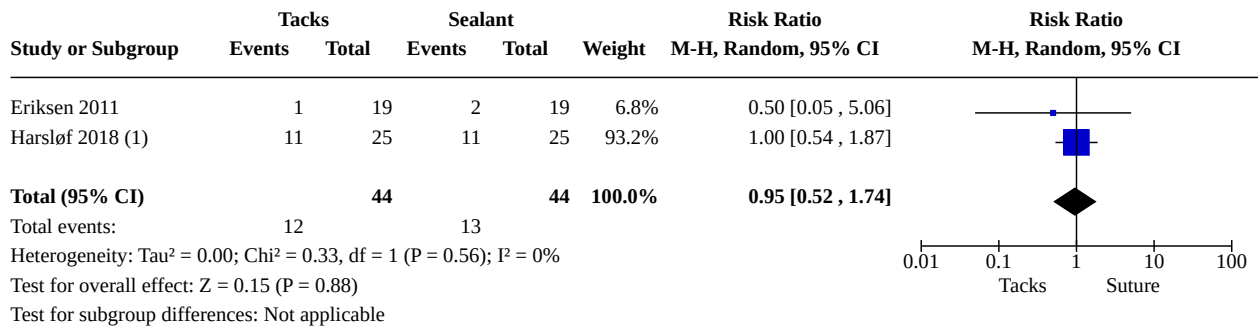 Tacks Sealant Risk Ratio Risk Ratio
Study or Subgroup Events Total Events Total Weight M-H, Random, 95% CI M-H, Random, 95% CI
Eriksen 2011 1 19 2 19 6.8% 0.50 [0.05 , 5.06]
Harsløf 2018 (1) 11 25 11 25 93.2% 1.00 [0.54 , 1.87]
Total (95% CI) 44 44 100.0% 0.95 [0.52 , 1.74]
Total events: 12 13
Heterogeneity: Tau² = 0.00; Chi² = 0.33, df = 1 (P = 0.56); I² = 0%
0.01 0.1 1 10 100
Test for overall effect: Z = 0.15 (P = 0.88)
Tacks Suture
Test for subgroup differences: Not applicable